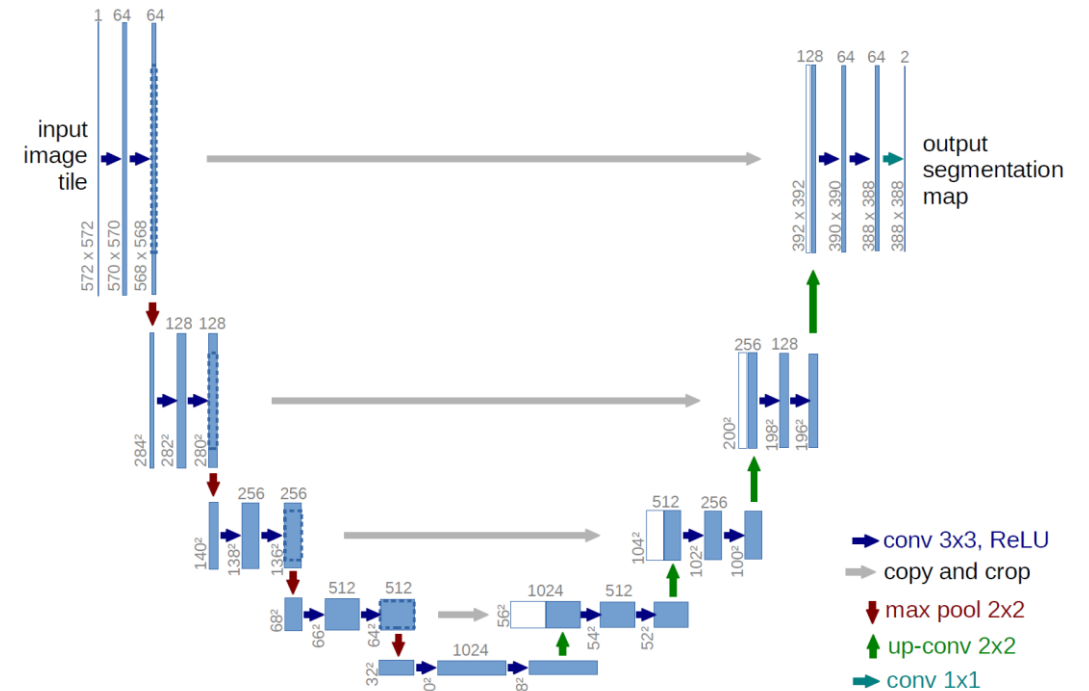 1 64 64
128 64 64 2
input
image
tile
output
segmentation
map
572 x 572
570 x 570
568 x 568
392 x 392
390 x 390
388 x 388
388 x 388
128 128
256 128
284²
282²
280²
200²
198²
196²
256 256
512 256
140²
138²
136²
104²
102²
100²
conv 3x3, ReLU
copy and crop
max pool 2x2
up-conv 2x2
conv 1x1
512 512
1024 512
68²
66²
64²
56²
54²
52²
1024
32²